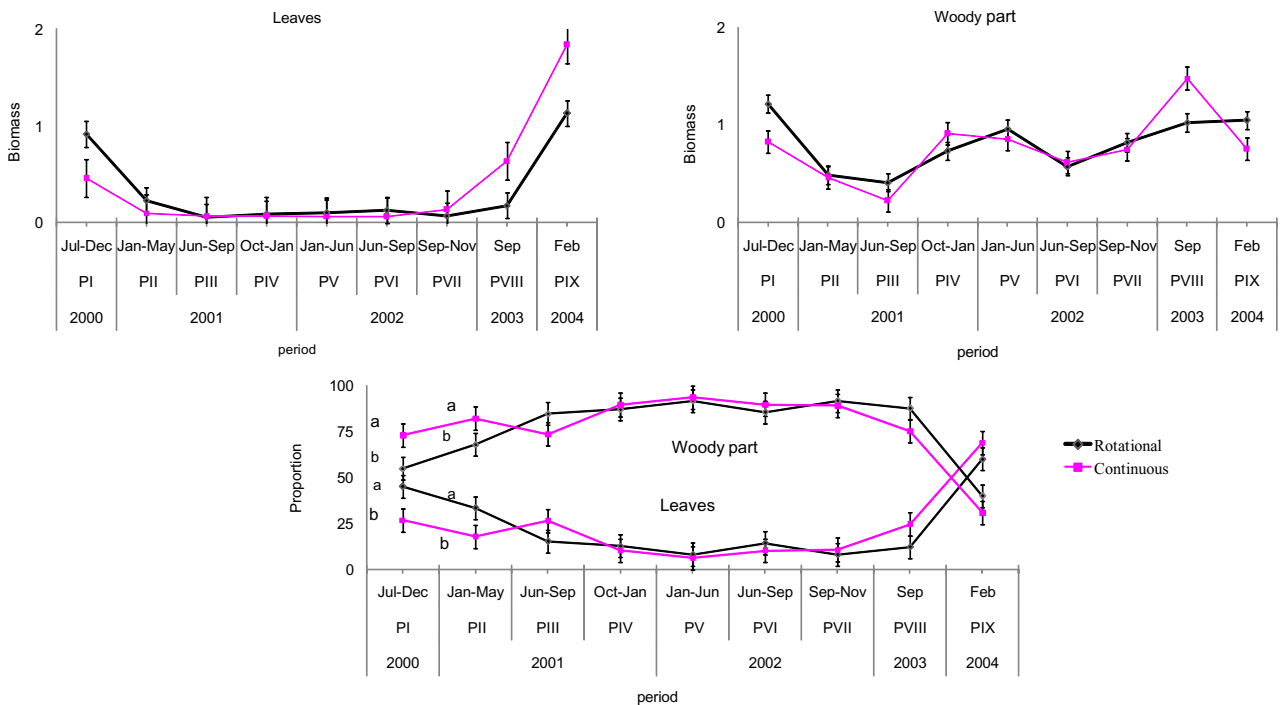 Leaves
2
1
0
Biomass
Jul-Dec Jan-May Jun-Sep Oct-Jan Jan-Jun Jun-Sep Sep-Nov Sep Feb
PI PII PIII PIV PV PVI PVII PVIII PIX
2000 2001 2002 2003 2004
period
Woody part
2
1
0
Biomass
Jul-Dec Jan-May Jun-Sep Oct-Jan Jan-Jun Jun-Sep Sep-Nov Sep Feb
PI PII PIII PIV PV PVI PVII PVIII PIX
2000 2001 2002 2003 2004
period
100
75
50
25
0
Proportion
a
a
b
b
a
a
b
b
Woody part
Leaves
Jul-Dec Jan-May Jun-Sep Oct-Jan Jan-Jun Jun-Sep Sep-Nov Sep Feb
PI PII PIII PIV PV PVI PVII PVIII PIX
2000 2001 2002 2003 2004
period
Rotational
Continuous